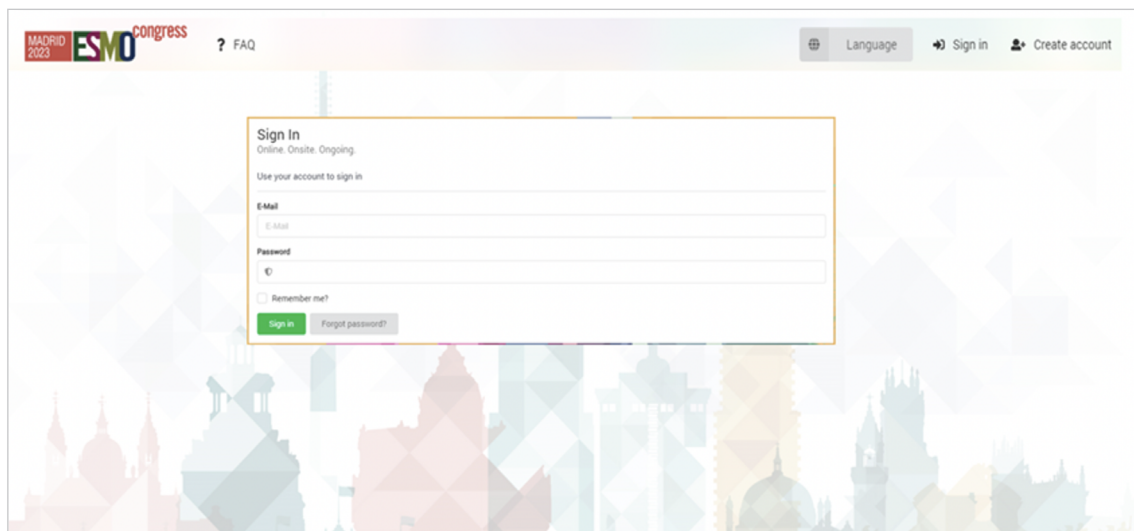 MADRID
2023
ESMO congress
? FAQ
Language
Sign in
Create account
Sign In
Online. Onsite. Ongoing.
Use your account to sign in
E-Mail
E-Mail
Password
Remember me?
Sign in
Forgot password?